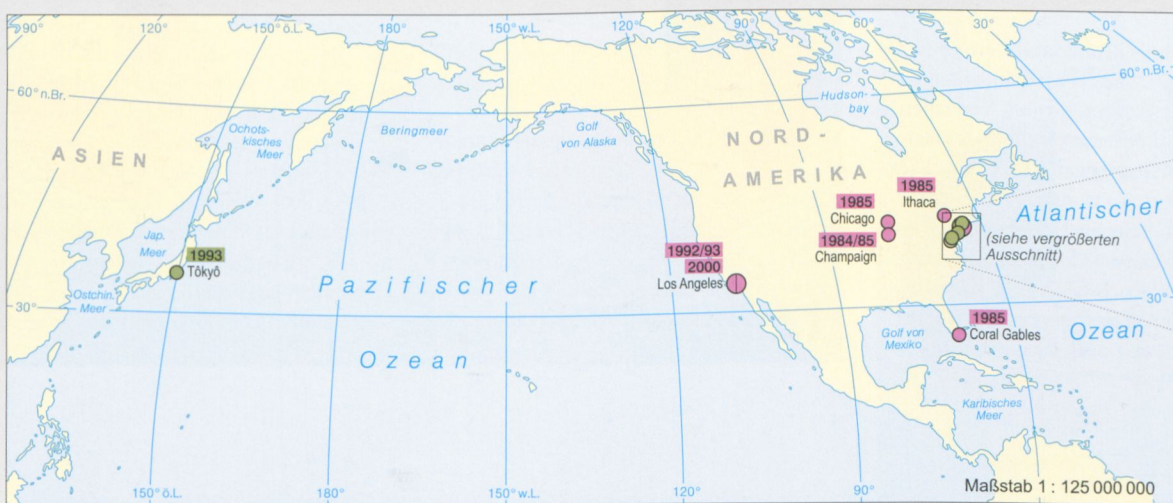 90°
120°
150° ö.L.
180°
150° w.L.
120°
90°
60°
30°
0°
60° n.Br.
60° n.Br.
Ochots-
kisches
Meer
Beringmeer
Golf
von Alaska
Hudson-
bay
ASIEN
NORD-
AMERIKA
1985
Ithaca
1985
Chicago
1984/85
Champaign
Atlantischer
(siehe vergrößerten
Ausschnitt)
Jap.
Meer
1993
Tôkyô
1992/93
2000
Los Angeles
Pazifischer
Ostchin.
Meer
30°
30°
1985
Coral Gables
Golf von
Mexiko
Ozean
Ozean
Karibisches
Meer
150° ö.L.
180°
150° w.L.
120°
90°
Maßstab 1 : 125 000 000